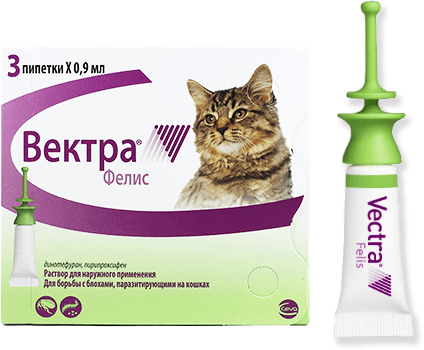 3 пипетки X 0,9 мл
Вектра®
Фелис
динотефуран, пирипроксифен
Раствор для наружного применения
Для борьбы с блохами, паразитирующими на кошках
Ceva
Vectra®
Felis